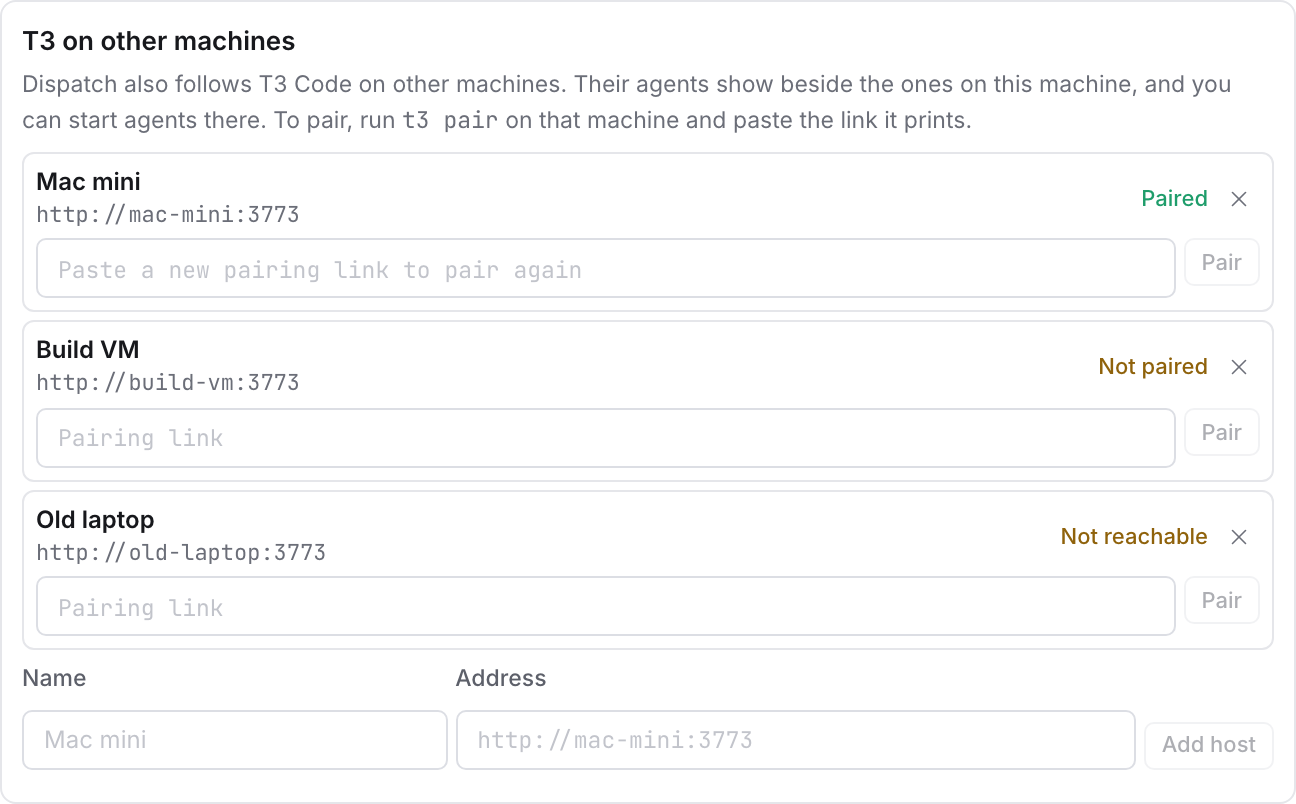 T3 on other machines
Dispatch also follows T3 Code on other machines. Their agents show beside the ones on this machine, and you
can start agents there. To pair, run t3 pair on that machine and paste the link it prints.
Mac mini
http://mac-mini:3773
Paired
Paste a new pairing link to pair again
Pair
Build VM
http://build-vm:3773
Not paired
Pairing link
Pair
Old laptop
http://old-laptop:3773
Not reachable
Pairing link
Pair
Name
Address
Mac mini
http://mac-mini:3773
Add host